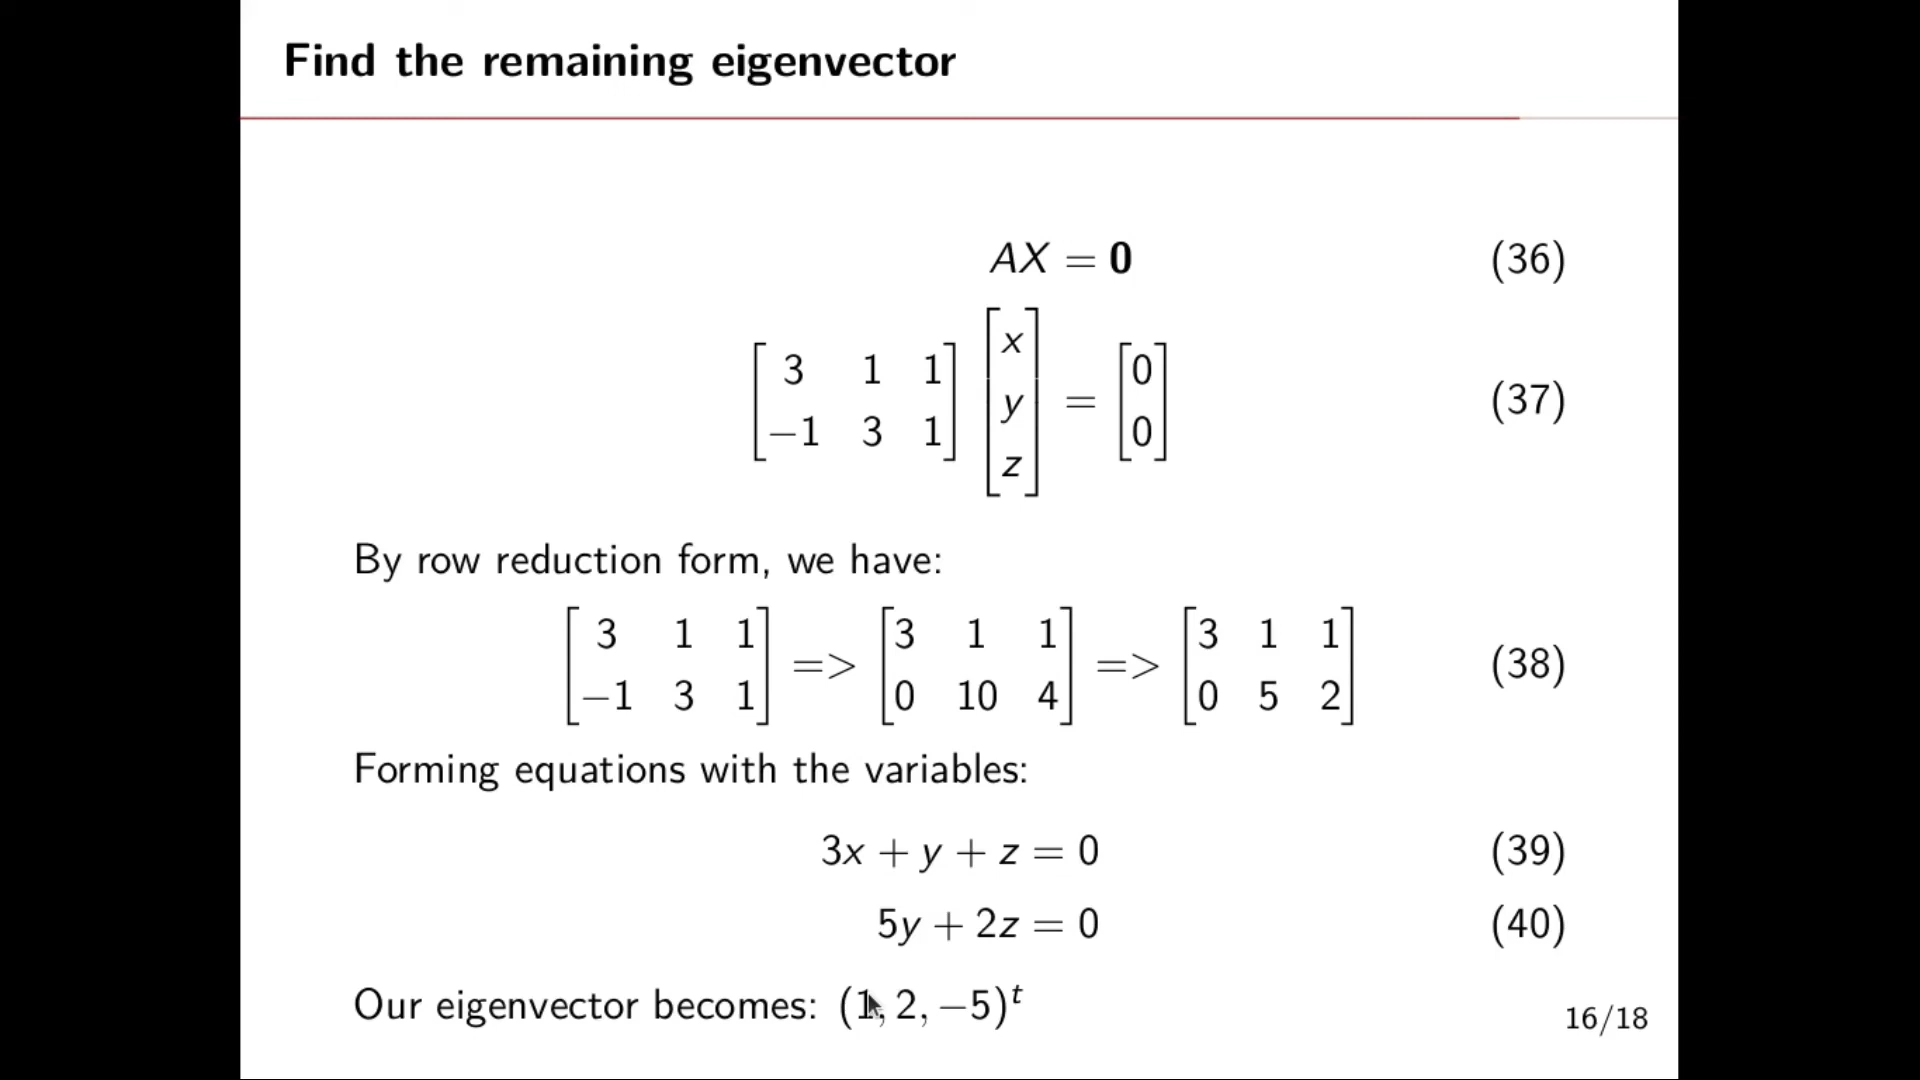 Find the remaining eigenvector
AX = 0 (36)
[3 1 1; −1 3 1] [x; y; z] = [0; 0] (37)
By row reduction form, we have:
[3 1 1; −1 3 1] => [3 1 1; 0 10 4] => [3 1 1; 0 5 2] (38)
Forming equations with the variables:
3x + y + z = 0 (39)
5y + 2z = 0 (40)
Our eigenvector becomes: (1, 2, −5)ᵗ
16/18